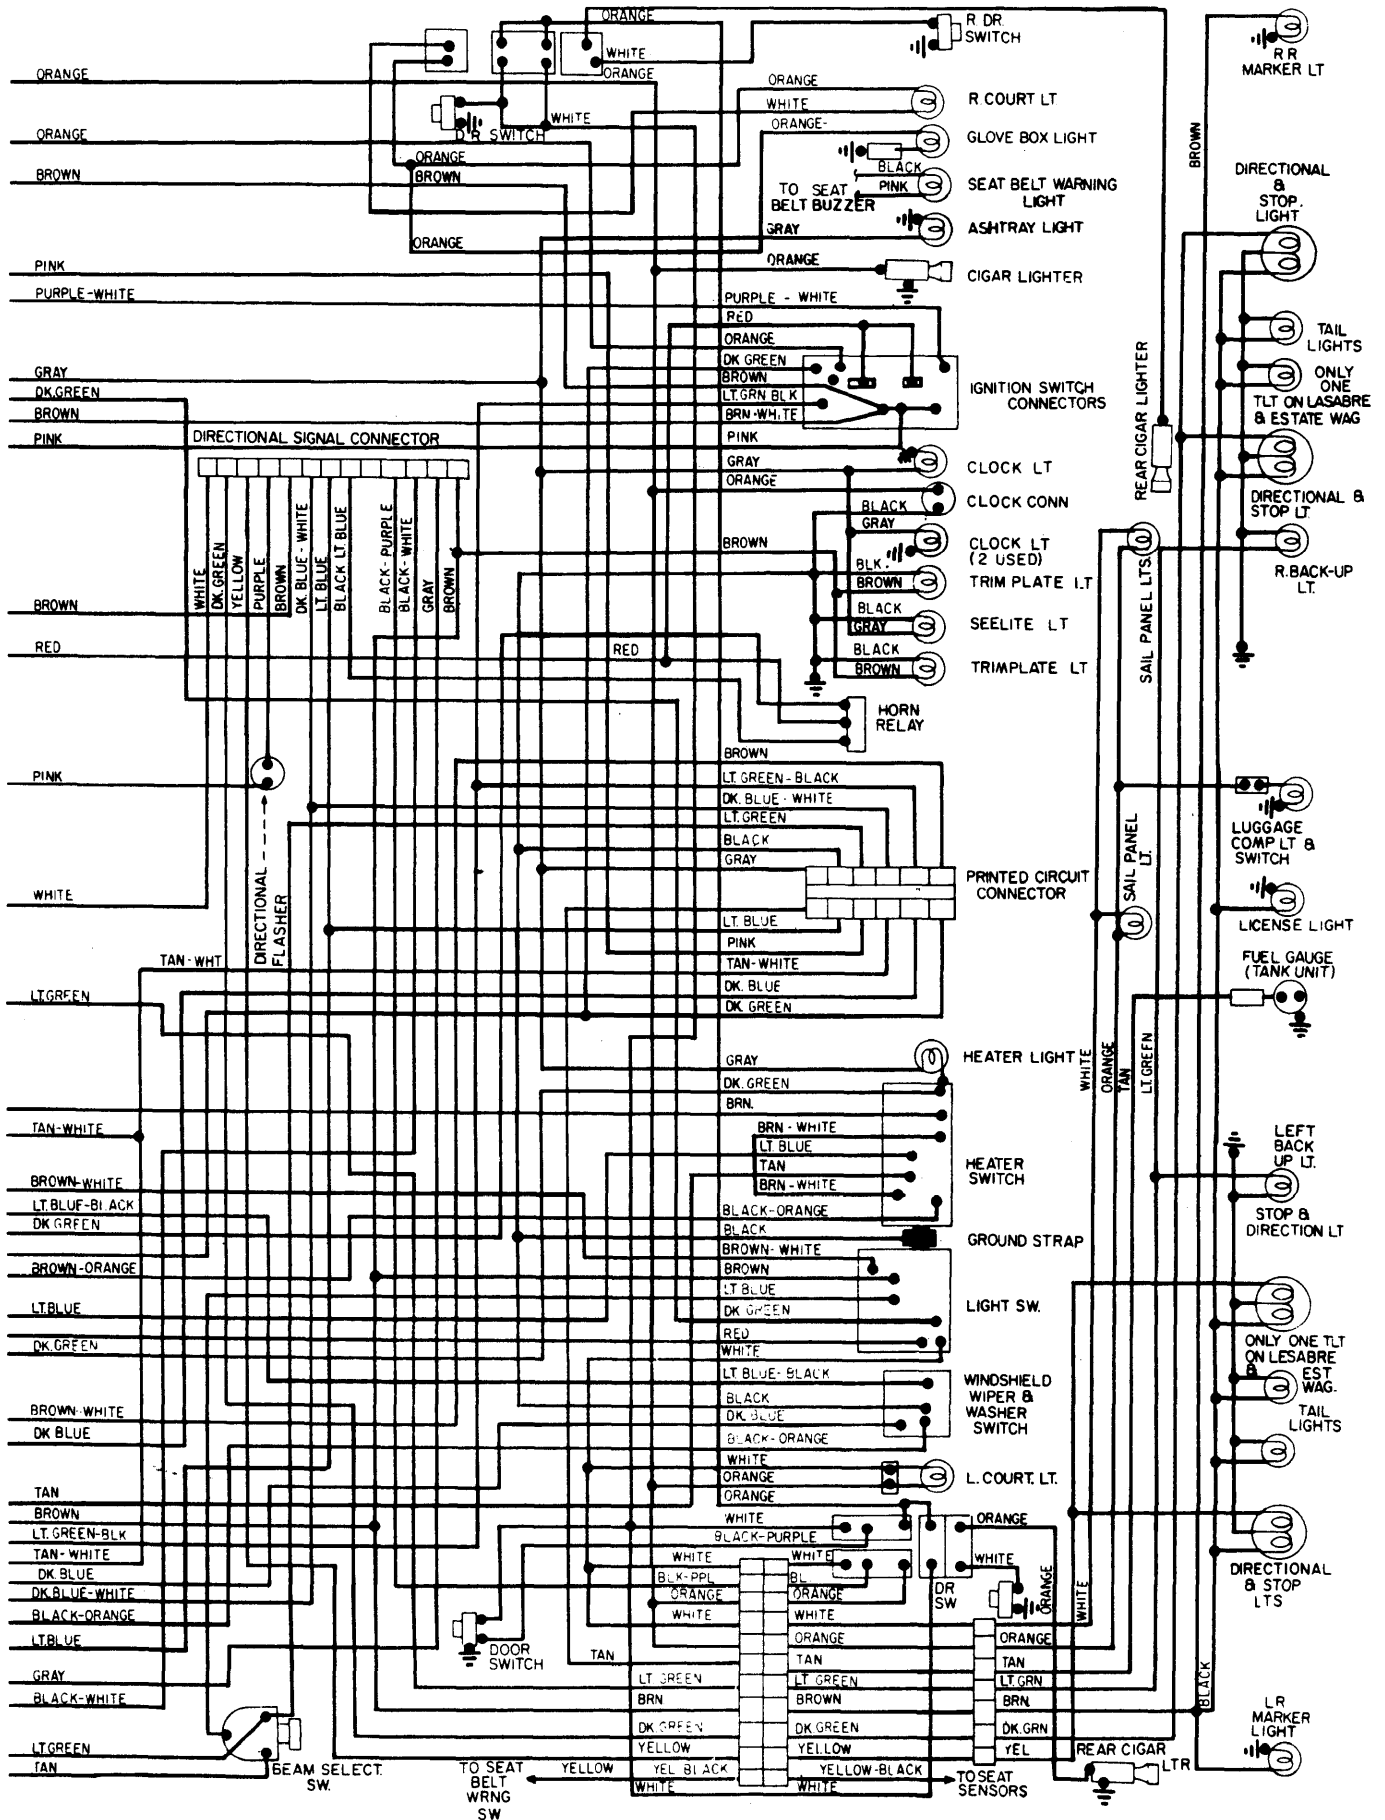 ORANGE
WHITE
ORANGE
R. DR.
SWITCH
R R
MARKER LT
ORANGE
ORANGE
WHITE
R. COURT LT
WHITE
D R SWITCH
ORANGE-
GLOVE BOX LIGHT
ORANGE
ORANGE
BROWN
BROWN
BLACK
PINK
TO SEAT
BELT BUZZER
SEAT BELT WARNING
LIGHT
GRAY
ASHTRAY LIGHT
ORANGE
ORANGE
CIGAR LIGHTER
BROWN
DIRECTIONAL
&
STOP.
LIGHT
PINK
PURPLE-WHITE
PURPLE - WHITE
RED
ORANGE
DK GREEN
BROWN
LT.GRN BLK
BRN-WHITE
IGNITION SWITCH
CONNECTORS
TAIL
LIGHTS
ONLY
ONE
TLT ON LASABRE
& ESTATE WAG
REAR CIGAR LIGHTER
GRAY
DK.GREEN
BROWN
PINK
DIRECTIONAL SIGNAL CONNECTOR
PINK
GRAY
ORANGE
CLOCK LT
CLOCK CONN
BLACK
GRAY
CLOCK LT
(2 USED)
BROWN
BLK.
BROWN
TRIM PLATE LT
BLACK
GRAY
SEELITE LT
BLACK
BROWN
TRIMPLATE LT
DIRECTIONAL &
STOP LT.
R. BACK-UP
LT.
SAIL PANEL LTS.
WHITE
DK.GREEN
YELLOW
PURPLE
BROWN
DK BLUE - WHITE
LT. BLUE
BLACK LT BLUE
BLACK - PURPLE
BLACK-WHITE
GRAY
BROWN
BROWN
RED
RED
HORN
RELAY
PINK
DIRECTIONAL
FLASHER
BROWN
LT. GREEN-BLACK
DK. BLUE - WHITE
LT.GREEN
BLACK
GRAY
PRINTED CIRCUIT
CONNECTOR
LT. BLUE
PINK
TAN-WHITE
DK. BLUE
DK GREEN
SAIL PANEL
LT.
LUGGAGE
COMP LT &
SWITCH
LICENSE LIGHT
FUEL GAUGE
(TANK UNIT)
WHITE
TAN-WHT
LT.GREEN
GRAY
HEATER LIGHT
WHITE
ORANGE
TAN
LT. GREEN
DK. GREEN
BRN.
BRN - WHITE
LT BLUE
TAN
BRN - WHITE
BLACK-ORANGE
HEATER
SWITCH
TAN-WHITE
BROWN-WHITE
LT.BLUE-BLACK
DK GREEN
BROWN-ORANGE
LT.BLUE
DK.GREEN
LEFT
BACK
UP LT.
STOP &
DIRECTION LT
BLACK
GROUND STRAP
BROWN-WHITE
BROWN
LT BLUE
DK GREEN
RED
WHITE
LIGHT SW.
ONLY ONE TLT
ON LESABRE
&
EST
WAG.
TAIL
LIGHTS
LT BLUE-BLACK
BLACK
DK. BLUE
BLACK-ORANGE
WINDSHIELD
WIPER &
WASHER
SWITCH
BROWN-WHITE
DK BLUE
WHITE
ORANGE
L. COURT. LT.
ORANGE
TAN
BROWN
LT. GREEN-BLK
TAN-WHITE
DK BLUE
DK.BLUE-WHITE
BLACK-ORANGE
LT.BLUE
GRAY
BLACK-WHITE
LT.GREEN
TAN
WHITE
BLACK-PURPLE
ORANGE
WHITE
DR
SW
ORANGE
WHITE
DIRECTIONAL
& STOP
LTS
WHITE
WHITE
BLK-PPL
BL
ORANGE
ORANGE
WHITE
WHITE
ORANGE
ORANGE
DOOR
SWITCH
TAN
TAN
TAN
LT GREEN
LT GREEN
LT. GRN
BRN
BROWN
BRN.
DK.GREEN
DK.GREEN
DK.GRN
YELLOW
YELLOW
YEL
BLACK
LR
MARKER
LIGHT
BEAM SELECT.
SW.
TO SEAT
BELT
WRNG
SW
YELLOW
YEL BLACK
YELLOW-BLACK
TO SEAT
SENSORS
WHITE
WHITE
REAR CIGAR
LTR